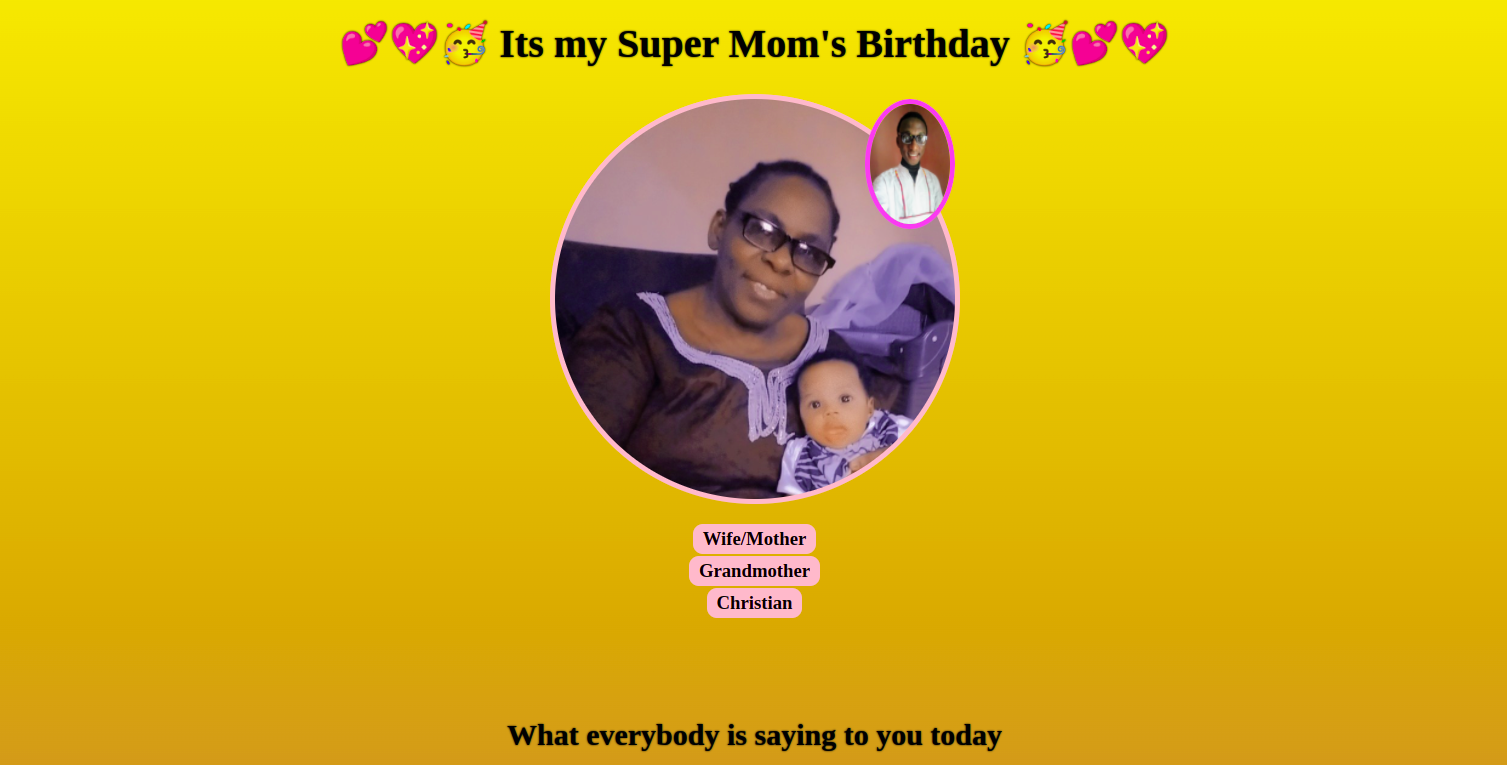 💕💖🥳 Its my Super Mom's Birthday 🥳💕💖
Wife/Mother
Grandmother
Christian
What everybody is saying to you today